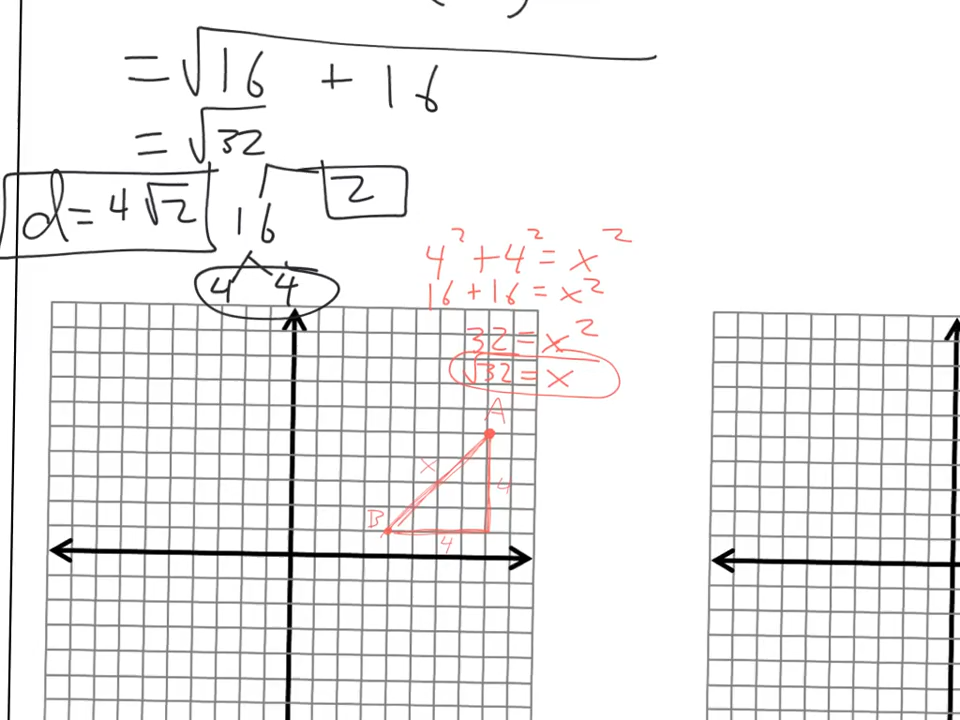 = √16 + 16
= √32
d = 4√2
16 2
4 4
4² + 4² = x²
16 + 16 = x²
32 = x²
√32 = x
A
x
4
B
4